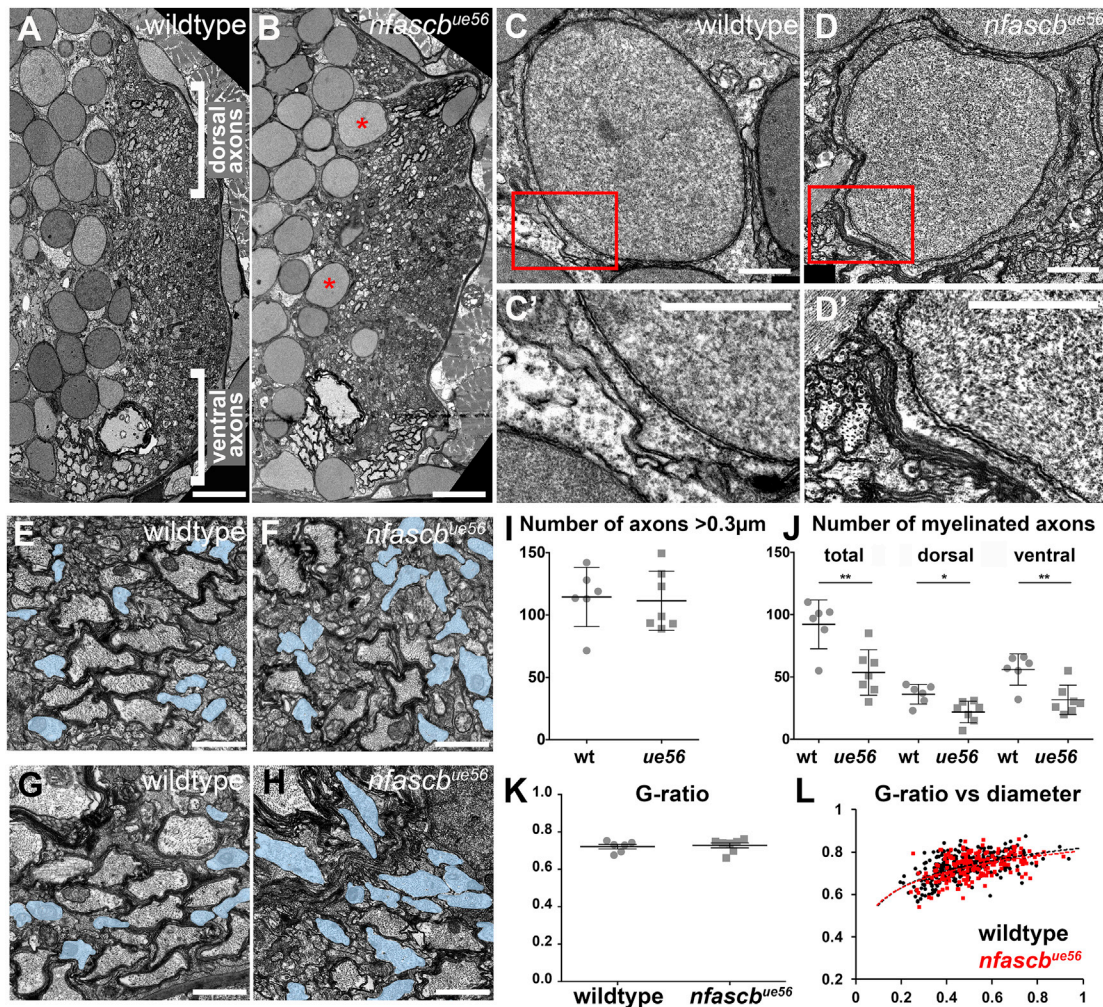 A wildtype
B nfascb^ue56
C wildtype
D nfascb^ue56
dorsal
axons
*
*
ventral
axons
C'
D'
E wildtype
F nfascb^ue56
G wildtype
H nfascb^ue56
I Number of axons >0.3µm
150
100
50
0
wt ue56
J Number of myelinated axons
total dorsal ventral
** * **
150
100
50
0
wt ue56 wt ue56 wt ue56
K G-ratio
1.0
0.8
0.6
0.4
0.2
0.0
wildtype nfascb^ue56
L G-ratio vs diameter
1
0.8
0.6
0.4
0.2
wildtype
nfascb^ue56
0 0.2 0.4 0.6 0.8 1